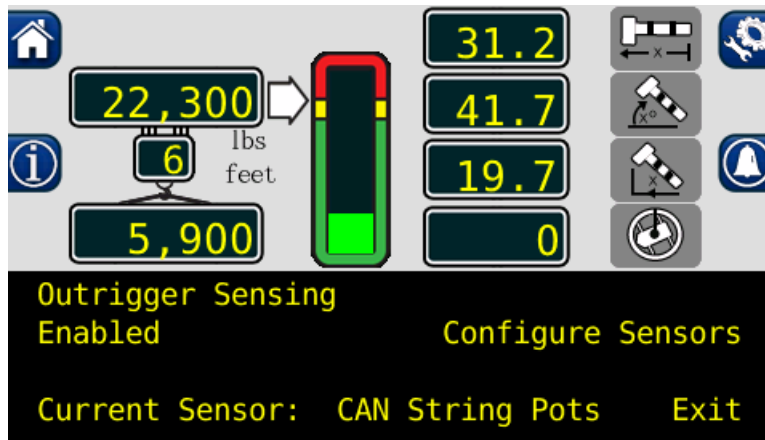 31.2
22,300
41.7
lbs
6
feet
19.7
5,900
0
Outrigger Sensing
Enabled Configure Sensors
Current Sensor: CAN String Pots Exit
x
x°
x
i